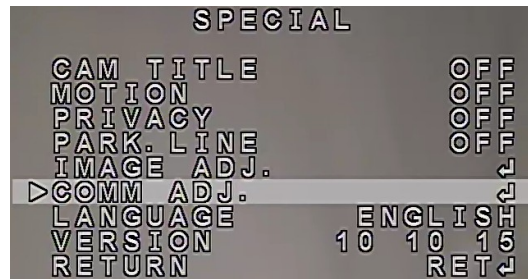 SPECIAL
CAM TITLE OFF
MOTION OFF
PRIVACY OFF
PARK. LINE OFF
IMAGE ADJ. ↲
▷COMM ADJ. ↲
LANGUAGE ENGLISH
VERSION 10 10 15
RETURN RET↲